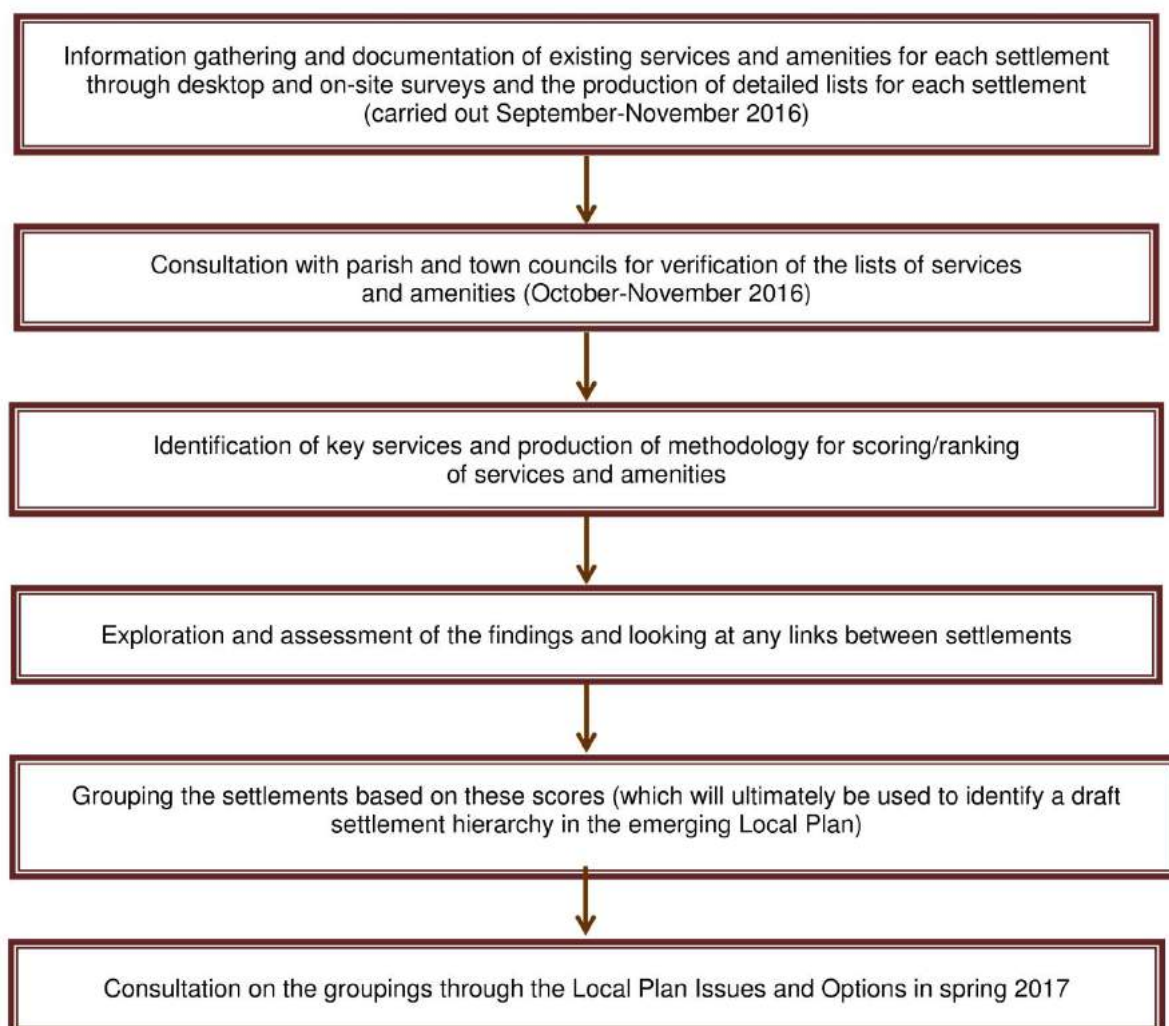 Information gathering and documentation of existing services and amenities for each settlement
through desktop and on-site surveys and the production of detailed lists for each settlement
(carried out September-November 2016)
Consultation with parish and town councils for verification of the lists of services
and amenities (October-November 2016)
Identification of key services and production of methodology for scoring/ranking
of services and amenities
Exploration and assessment of the findings and looking at any links between settlements
Grouping the settlements based on these scores (which will ultimately be used to identify a draft
settlement hierarchy in the emerging Local Plan)
Consultation on the groupings through the Local Plan Issues and Options in spring 2017